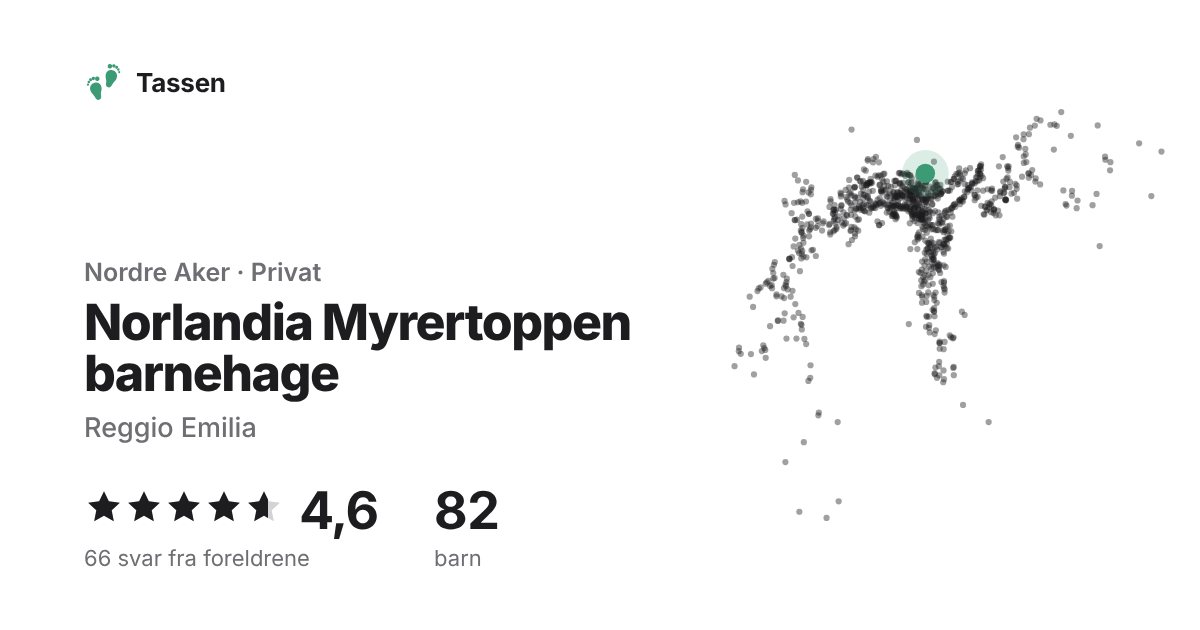 Tassen
Nordre Aker · Privat
Norlandia Myrertoppen
barnehage
Reggio Emilia
4,6
82
66 svar fra foreldrene
barn